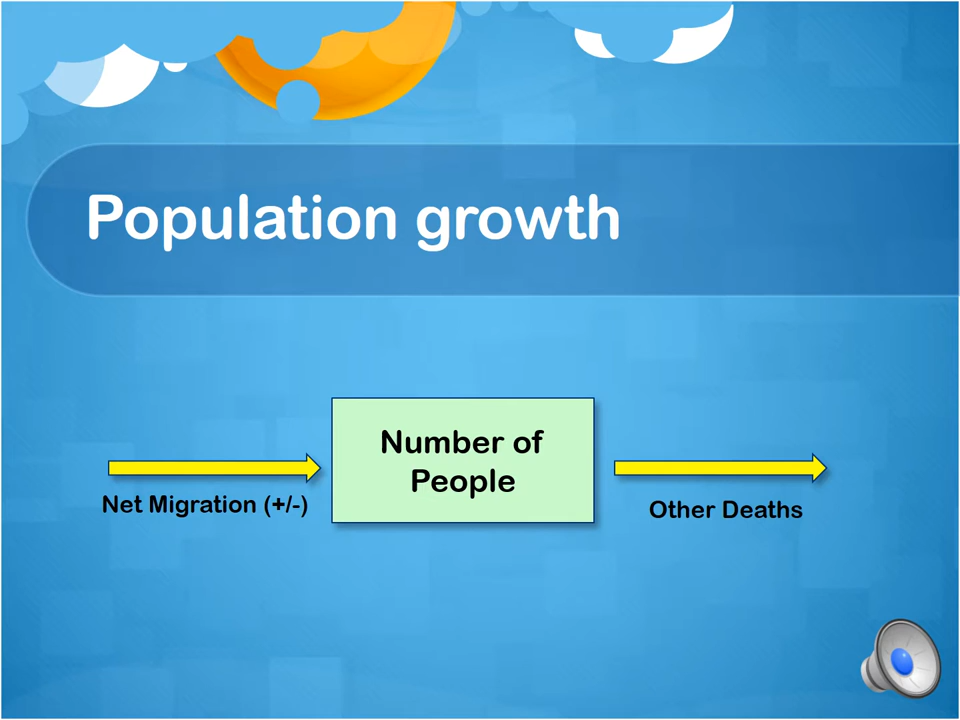 Population growth
Number of
People
Net Migration (+/-)
Other Deaths